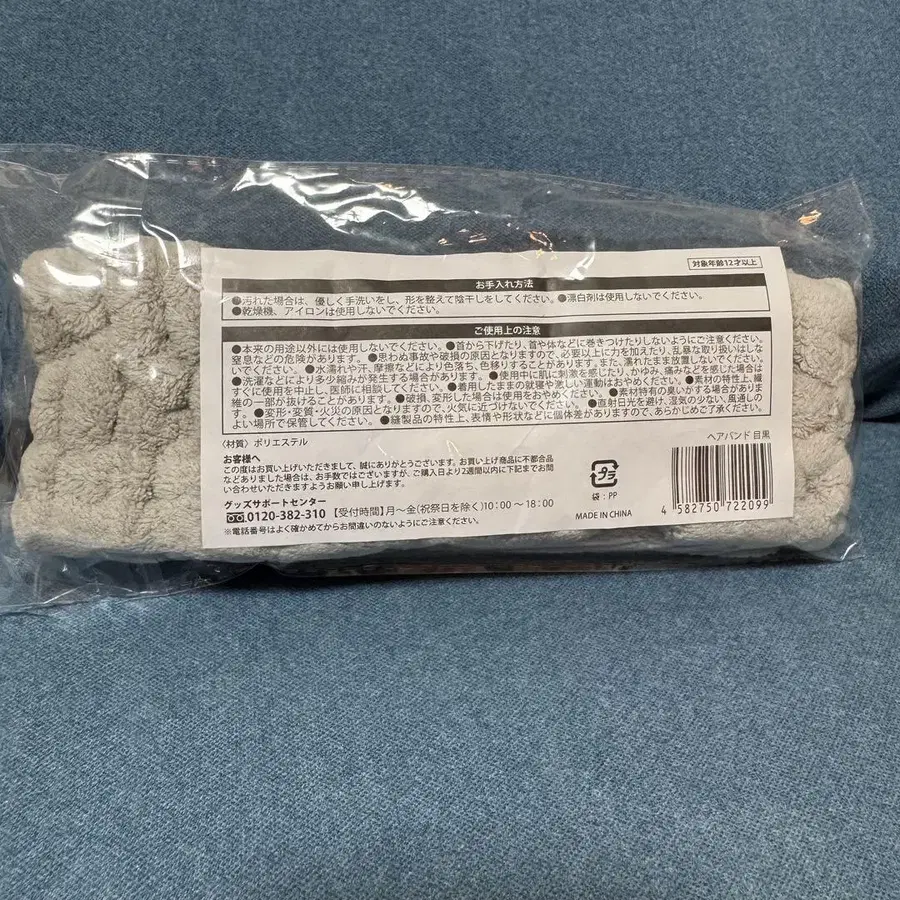 対象年齢12才以上
お手入れ方法
●汚れた場合は、優しく手洗いをし、形を整えて陰干しをしてください。●漂白剤は使用しないでください。
●乾燥機、アイロンは使用しないでください。
ご使用上の注意
●本来の用途以外には使用しないでください。●首から下げたり、首や体などに巻きつけたりしないようにご注意ください。
窒息などの危険があります。●思わぬ事故や破損の原因となりますので、必要以上に力を加えたり、乱暴な取り扱いはしな
いでください。●水濡れや汗、摩擦などにより色落ち、色移りすることがあります。また、濡れたまま放置しないでください。
●洗濯などにより多少縮みが発生する場合があります。●使用中に肌に刺激を感じたり、かゆみ、痛みなどを感じた場合は
すぐに使用を中止し、医師に相談してください。●着用したままの就寝や激しい運動はおやめください。●素材の特性上、繊
維の一部が抜けることがあります。●破損、変形した場合は使用をおやめください。●素材特有の臭いがする場合があります。
●変形・変質・火災の原因となりますので、火気に近づけないでください。●直射日光を避け、湿気の少ない、風通しの
よい場所で保管してください。●縫製品の特性上、表情や形状などに個体差がありますので、あらかじめご了承ください。
〈材質〉ポリエステル
お客様へ
この度はお買い上げいただきまして、誠にありがとうございます。お買い上げ商品に不都合品
などありました場合は、お手数ではございますが、ご購入日より2週間以内に下記までお問
い合わせいただきますようお願い申し上げます。
グッズサポートセンター
0120-382-310【受付時間】月～金(祝祭日を除く)10:00～18:00
※電話番号はよく確かめてからお間違いのないようにご注意ください。
プラ
袋:PP
MADE IN CHINA
ヘアバンド 目黒
4 582750 722099